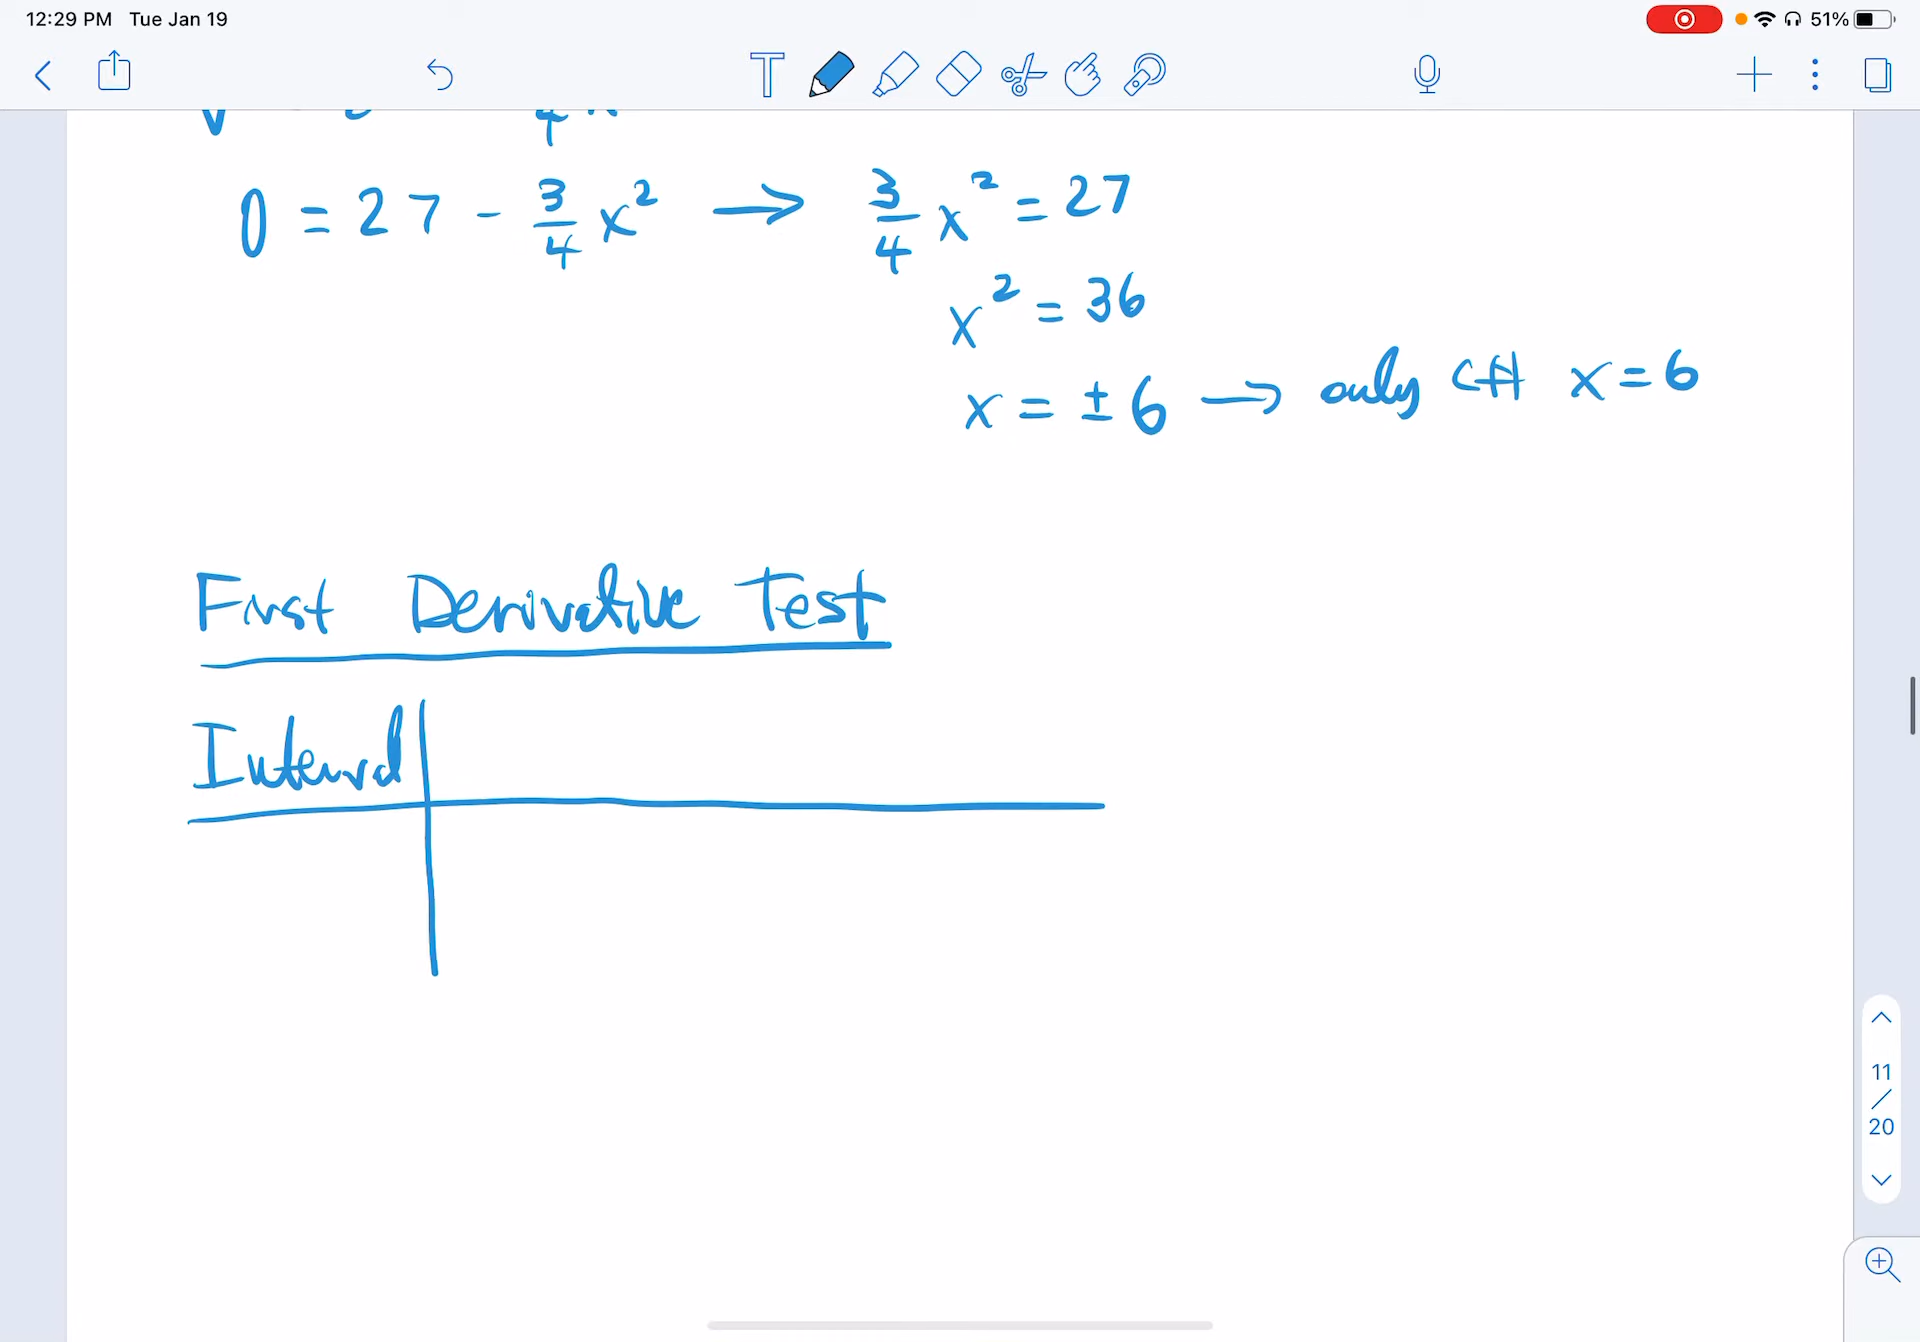 12:29 PM Tue Jan 19 51%
0 = 27 - 3/4 x² → 3/4 x² = 27
x² = 36
x = ± 6 → only C# x = 6
First Derivative Test
Interval
11
/
20